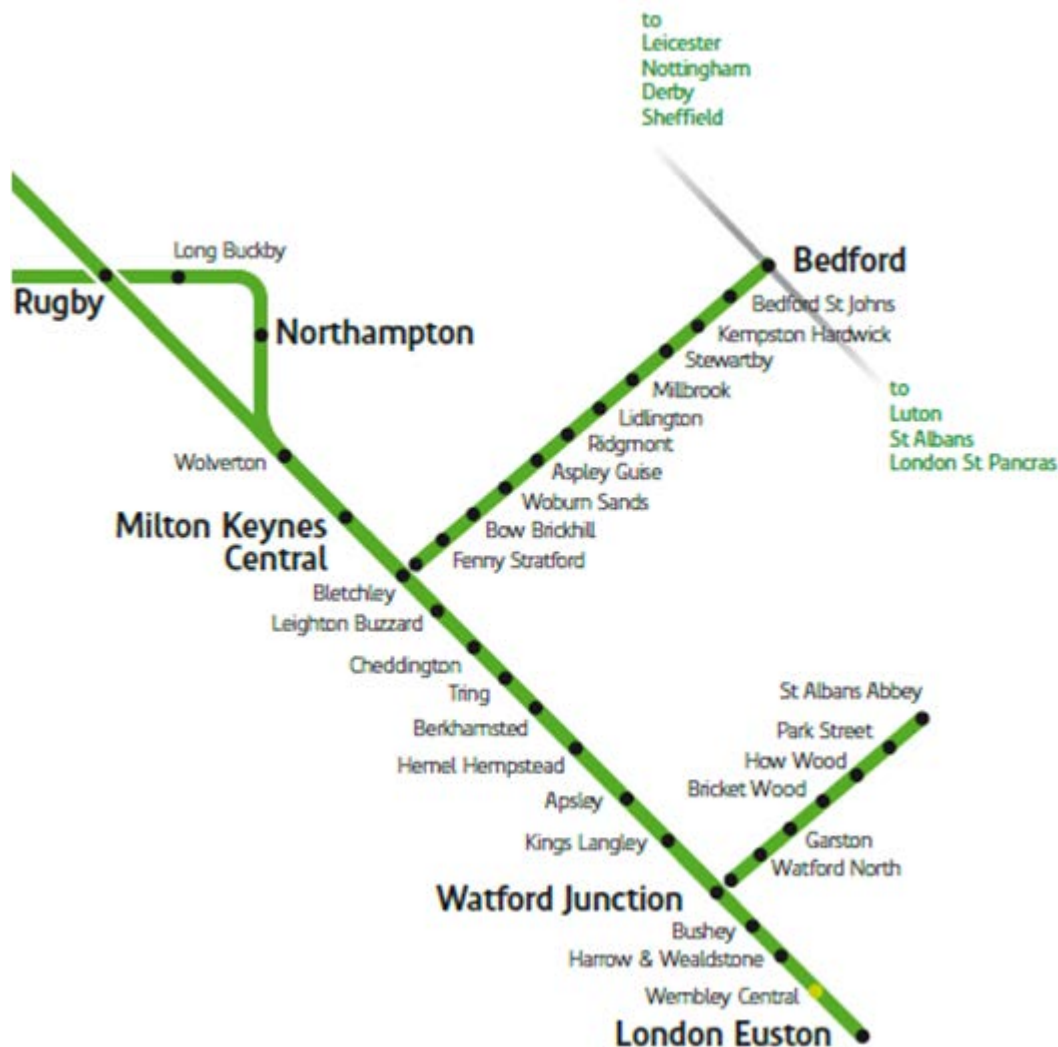 to
Leicester
Nottingham
Derby
Sheffield
Long Buckby
Bedford
Rugby
Bedford St Johns
Northampton
Kempston Hardwick
Stewartby
Millbrook
to
Luton
St Albans
London St Pancras
Lidlington
Ridgmont
Wolverton
Aspley Guise
Woburn Sands
Milton Keynes
Central
Bow Brickhill
Fenny Stratford
Bletchley
Leighton Buzzard
Cheddington
Tring
St Albans Abbey
Berkhamsted
Park Street
How Wood
Hemel Hempstead
Bricket Wood
Apsley
Kings Langley
Garston
Watford North
Watford Junction
Bushey
Harrow & Wealdstone
Wembley Central
London Euston